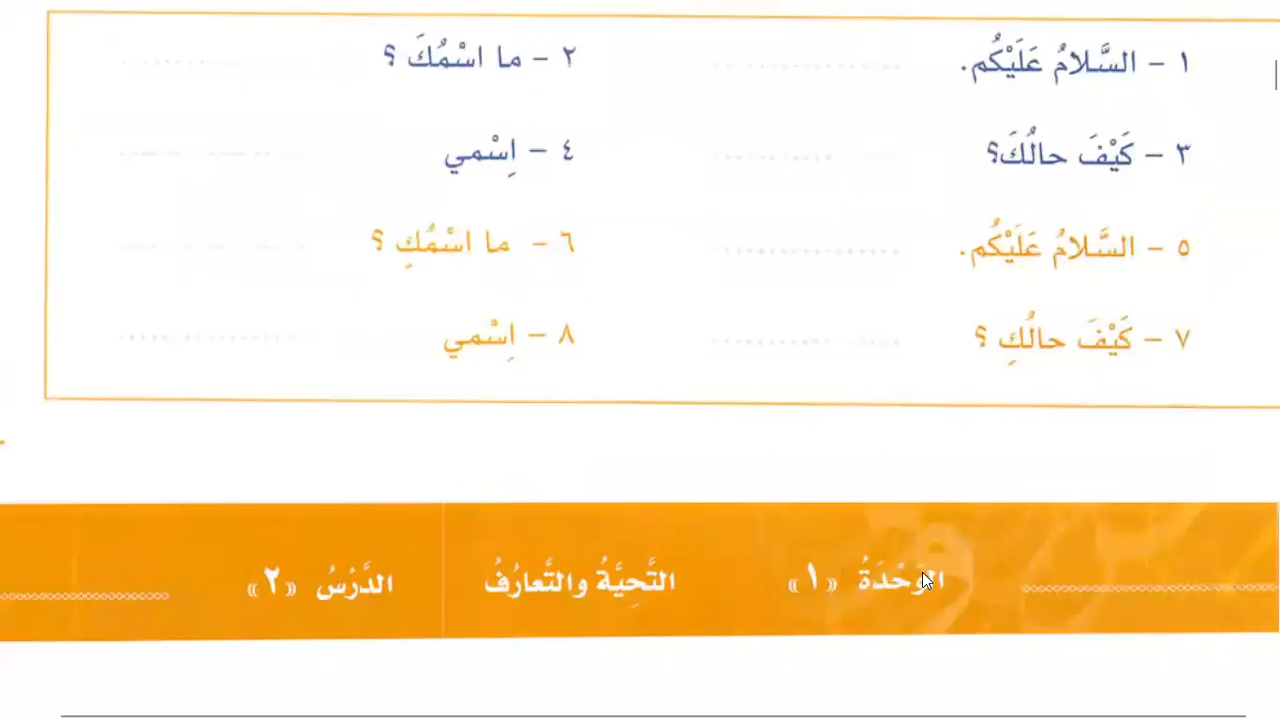 ١ – السَّلامُ عَلَيْكُم. .................... ٢ – ما اسْمُكَ ؟ ....................
٣ – كَيْفَ حالُكَ؟ .................... ٤ – اِسْمي ....................
٥ – السَّلامُ عَلَيْكُم. .................... ٦ – ما اسْمُكِ ؟ ....................
٧ – كَيْفَ حالُكِ ؟ .................... ٨ – اِسْمي ....................
الوَحْدَةُ «١» التَّحِيَّةُ والتَّعارُفُ الدَّرْسُ «٢»